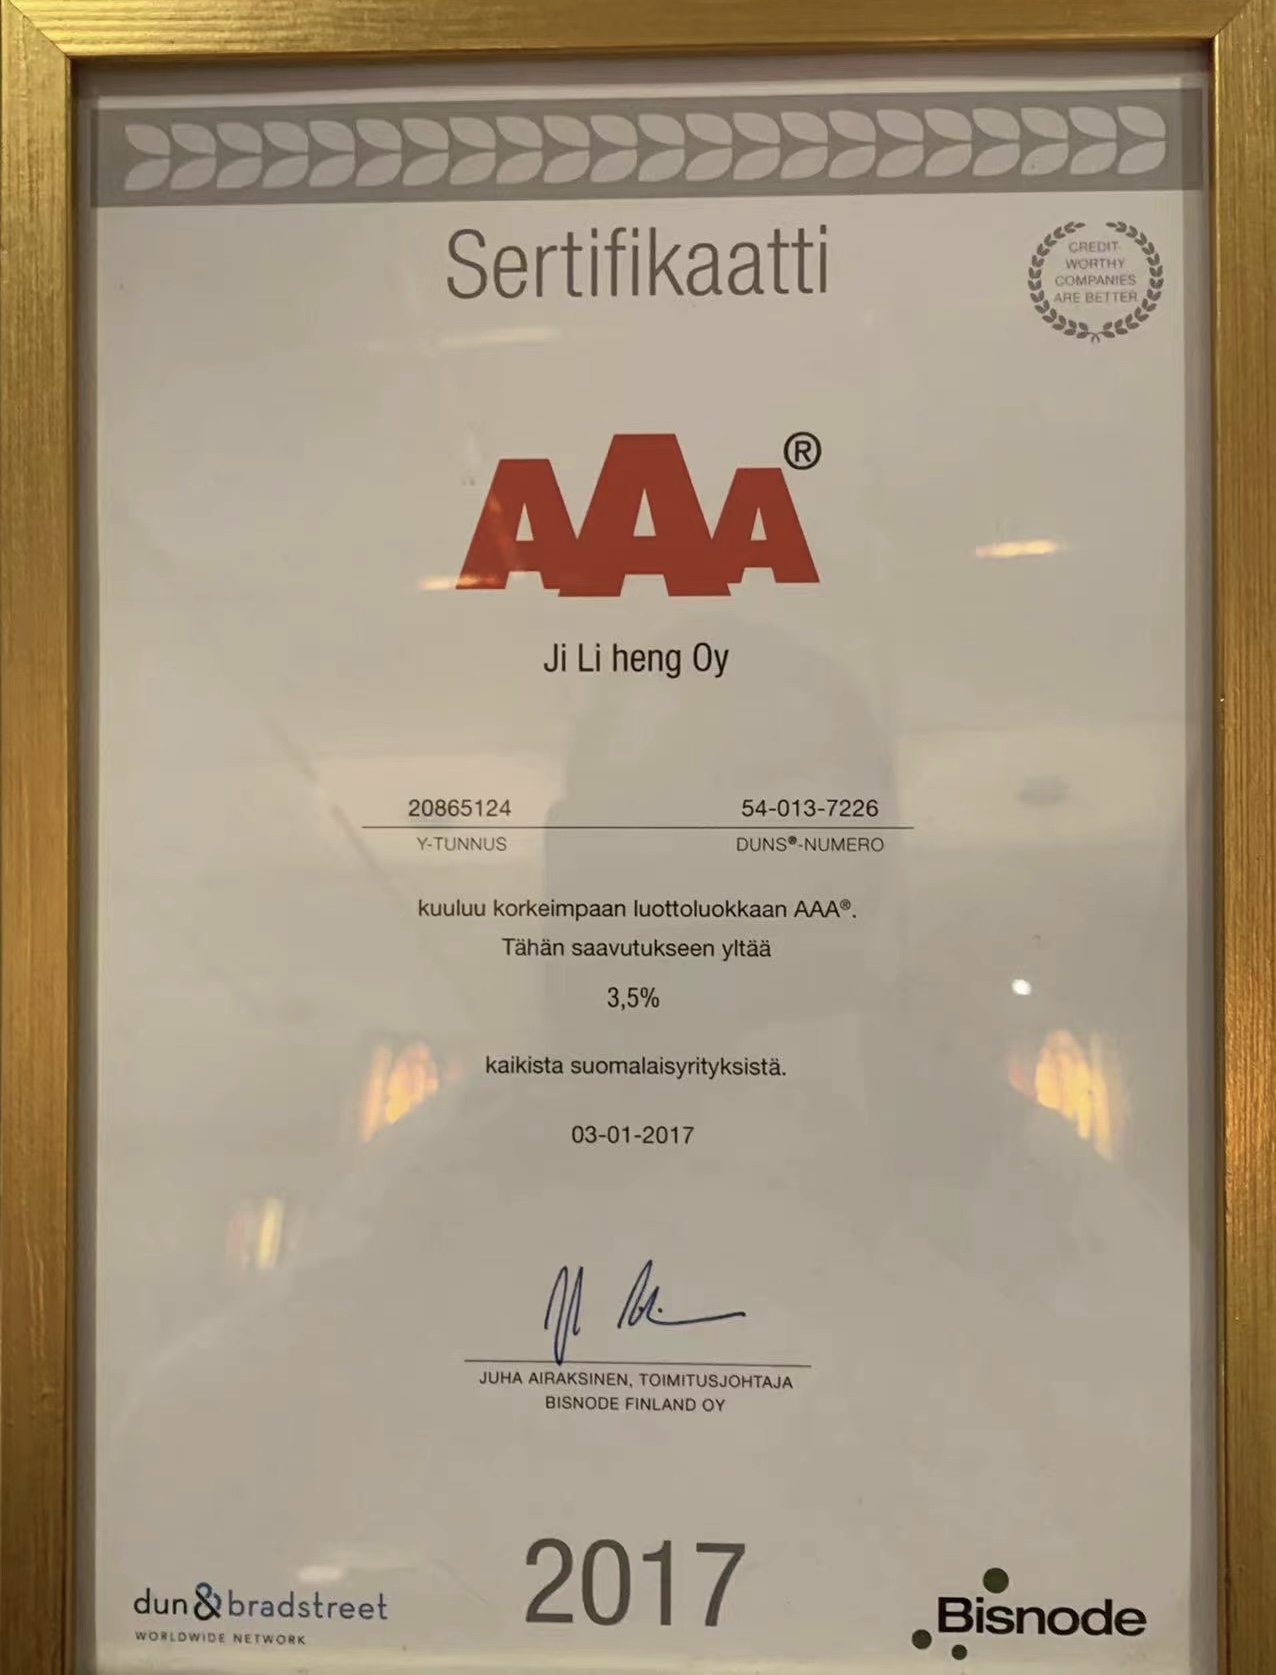 Sertifikaatti
CREDIT-
WORTHY
COMPANIES
ARE BETTER
AAA®
Ji Li heng Oy
20865124 54-013-7226
Y-TUNNUS DUNS®-NUMERO
kuuluu korkeimpaan luottoluokkaan AAA®.
Tähän saavutukseen yltää
3,5%
kaikista suomalaisyrityksistä.
03-01-2017
JUHA AIRAKSINEN, TOIMITUSJOHTAJA
BISNODE FINLAND OY
2017
dun&bradstreet
WORLDWIDE NETWORK
Bisnode